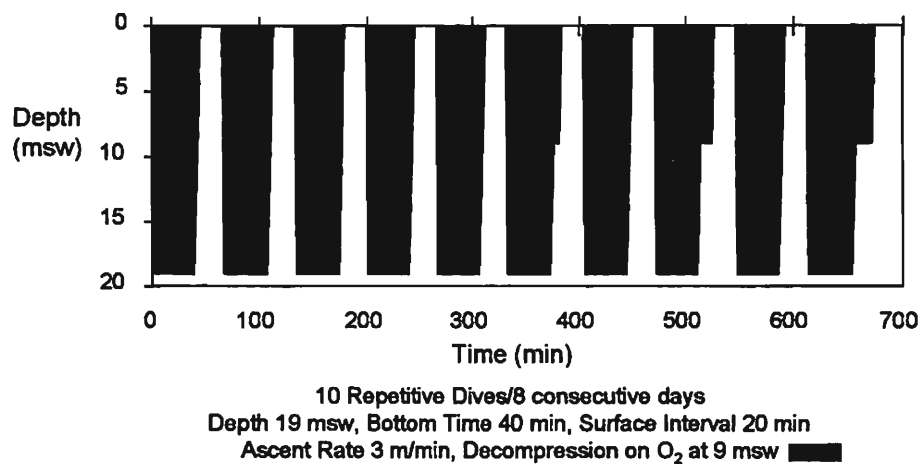 0
5
Depth
(msw)
10
15
20
0 100 200 300 400 500 600 700
Time (min)
10 Repetitive Dives/8 consecutive days
Depth 19 msw, Bottom Time 40 min, Surface Interval 20 min
Ascent Rate 3 m/min, Decompression on O₂ at 9 msw